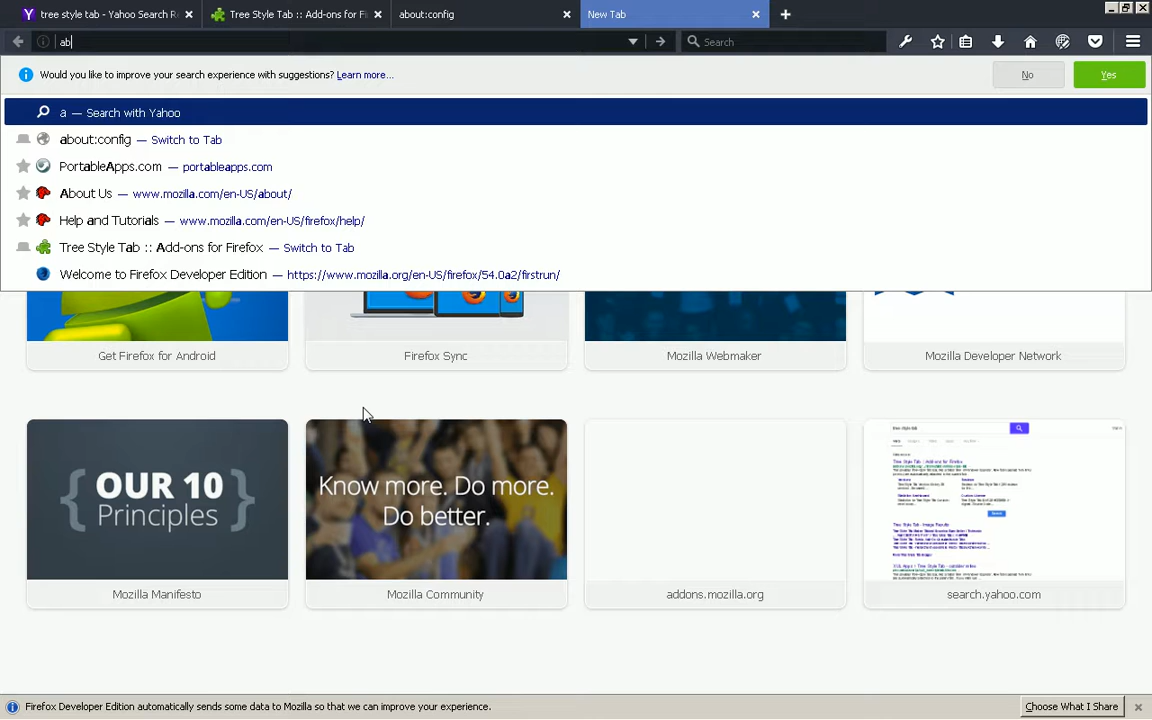 tree style tab - Yahoo Search R
Tree Style Tab :: Add-ons for Fi
about:config
New Tab
ab
Search
Would you like to improve your search experience with suggestions? Learn more...
No
Yes
a — Search with Yahoo
about:config — Switch to Tab
PortableApps.com — portableapps.com
About Us — www.mozilla.com/en-US/about/
Help and Tutorials — www.mozilla.com/en-US/firefox/help/
Tree Style Tab :: Add-ons for Firefox — Switch to Tab
Welcome to Firefox Developer Edition — https://www.mozilla.org/en-US/firefox/54.0a2/firstrun/
Get Firefox for Android
Firefox Sync
Mozilla Webmaker
Mozilla Developer Network
{ OUR 10 Principles }
Know more. Do more.
Do better.
Mozilla Manifesto
Mozilla Community
addons.mozilla.org
search.yahoo.com
Firefox Developer Edition automatically sends some data to Mozilla so that we can improve your experience.
Choose What I Share